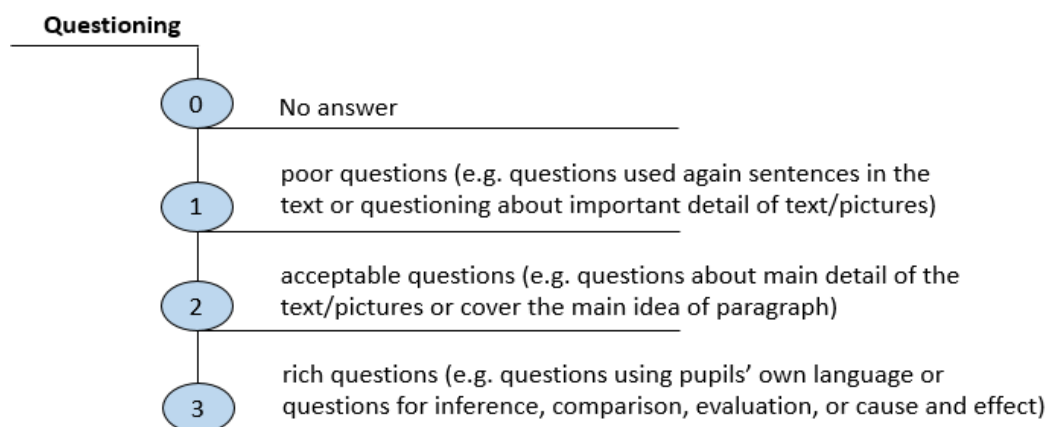 Questioning
0
No answer
poor questions (e.g. questions used again sentences in the
1
text or questioning about important detail of text/pictures)
acceptable questions (e.g. questions about main detail of the
2
text/pictures or cover the main idea of paragraph)
rich questions (e.g. questions using pupils’ own language or
3
questions for inference, comparison, evaluation, or cause and effect)